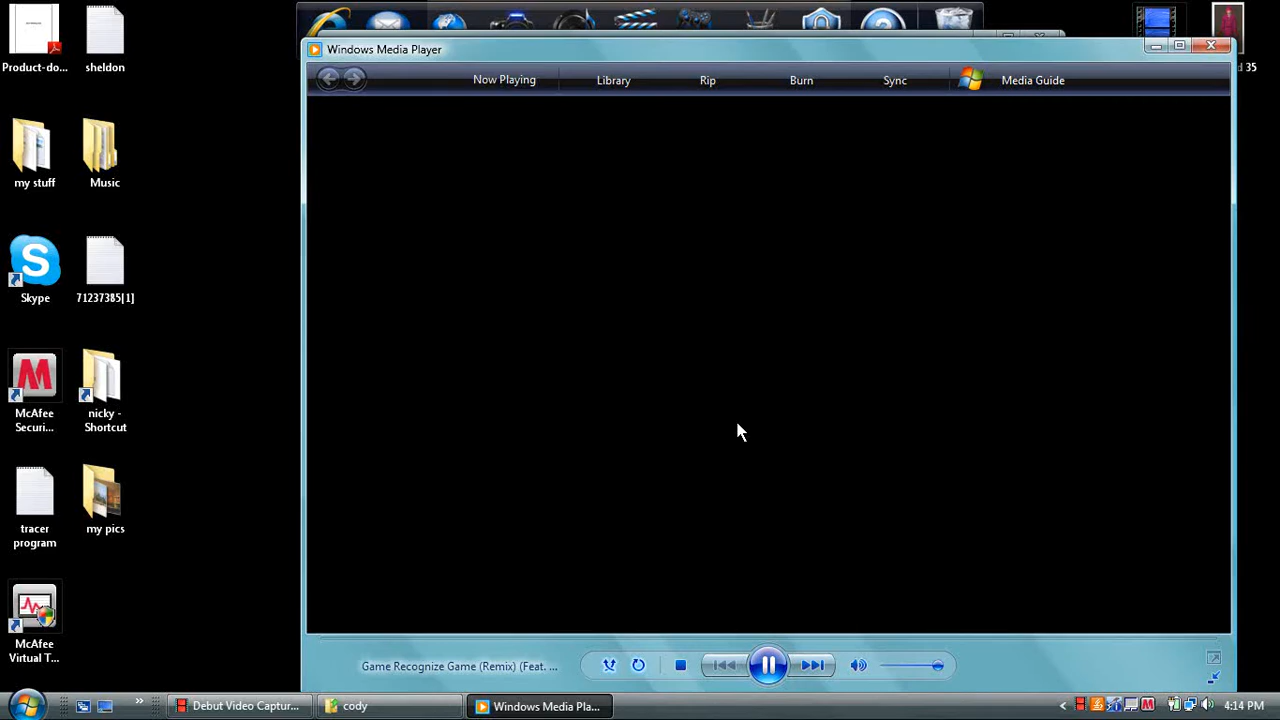 Product-do...
sheldon
my stuff
Music
Skype
71237385[1]
McAfee
Securi...
nicky -
Shortcut
tracer
program
my pics
McAfee
Virtual T...
35
Windows Media Player
Now Playing
Library
Rip
Burn
Sync
Media Guide
Game Recognize Game (Remix) (Feat. ...
Debut Video Captur...
cody
Windows Media Pla...
4:14 PM